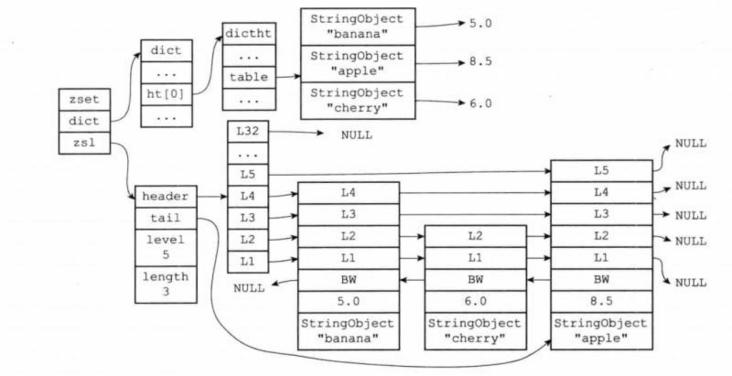 zset
dict
zsl
dict
...
ht[0]
...
dictht
...
table
...
StringObject
"banana"
5.0
StringObject
"apple"
8.5
StringObject
"cherry"
6.0
header
tail
level
5
length
3
L32
NULL
...
L5
L4
L3
L2
L1
NULL
L4
L3
L2
L1
BW
5.0
StringObject
"banana"
L2
L1
BW
6.0
StringObject
"cherry"
L5
L4
L3
L2
L1
BW
8.5
StringObject
"apple"
NULL
NULL
NULL
NULL
NULL